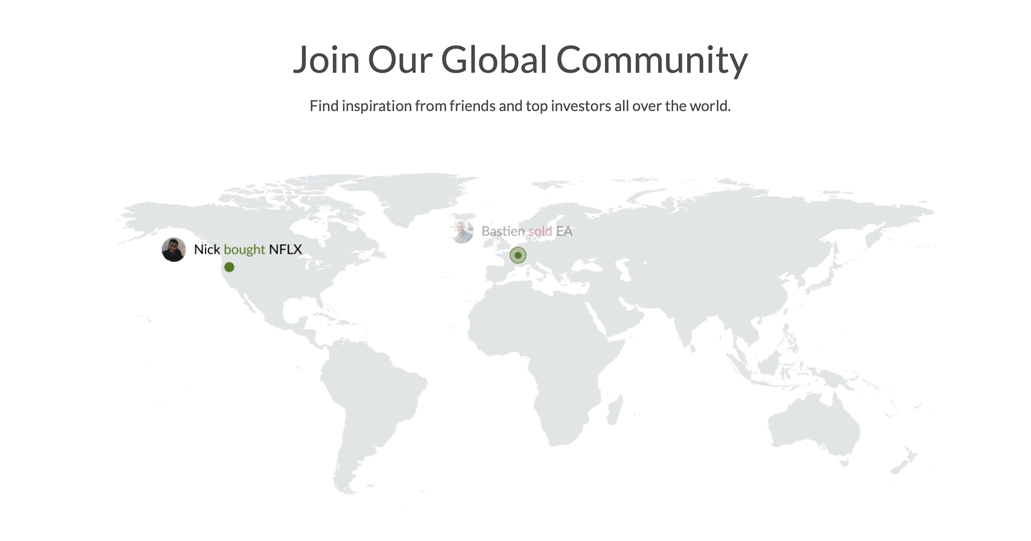 Join Our Global Community
Find inspiration from friends and top investors all over the world.
Bastien sold EA
Nick bought NFLX